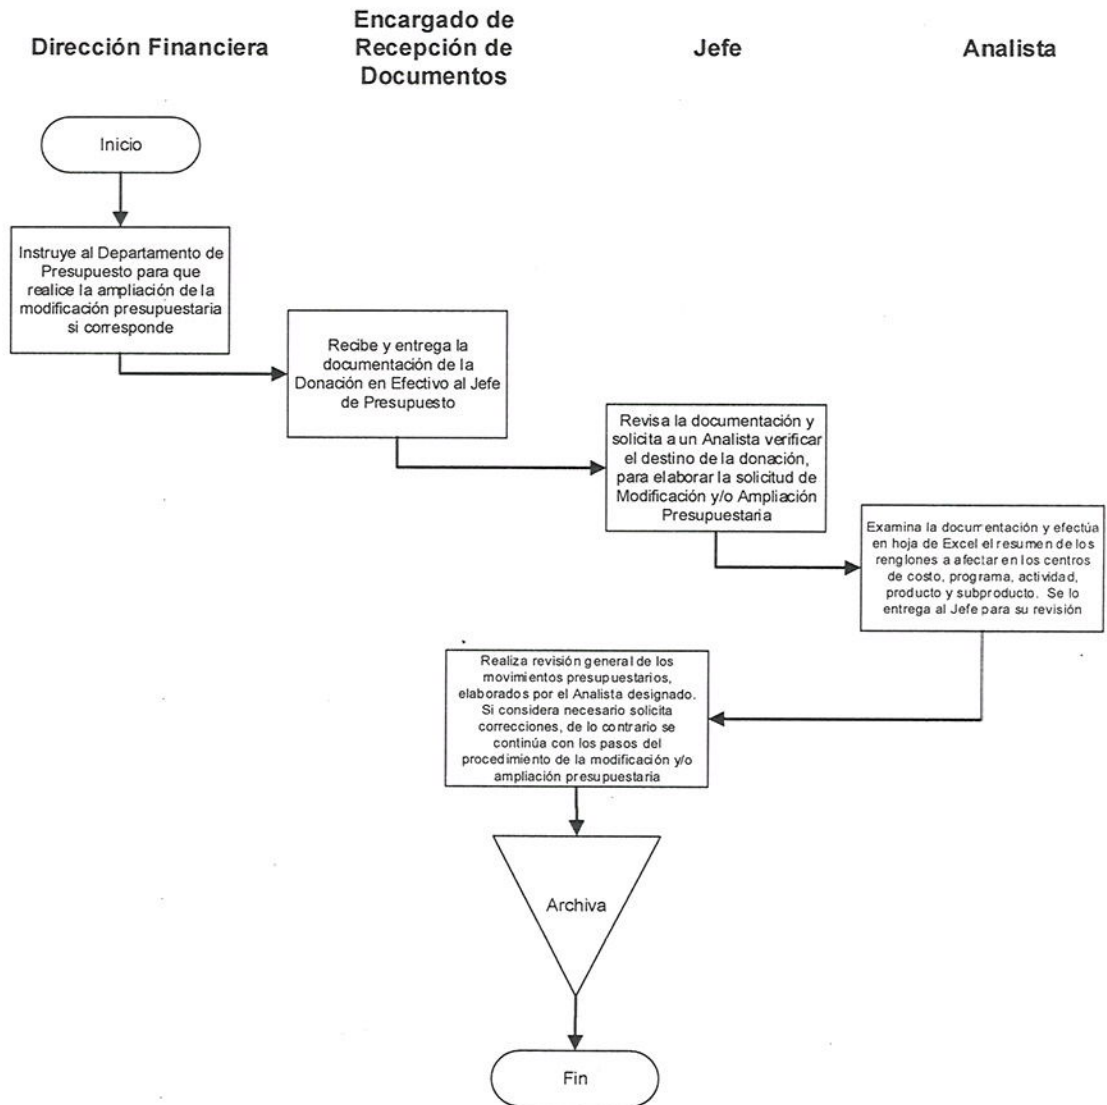 Dirección Financiera
Encargado de
Recepción de
Documentos
Jefe
Analista
Inicio
Instruye al Departamento de
Presupuesto para que
realice la ampliación de la
modificación presupuestaria
si corresponde
Recibe y entrega la
documentación de la
Donación en Efectivo al Jefe
de Presupuesto
Revisa la documentación y
solicita a un Analista verificar
el destino de la donación,
para elaborar la solicitud de
Modificación y/o Ampliación
Presupuestaria
Examina la documentación y efectúa
en hoja de Excel el resumen de los
renglones a afectar en los centros
de costo, programa, actividad,
producto y subproducto. Se lo
entrega al Jefe para su revisión
Realiza revisión general de los
movimientos presupuestarios,
elaborados por el Analista designado.
Si considera necesario solicita
correcciones, de lo contrario se
continúa con los pasos del
procedimiento de la modificación y/o
ampliación presupuestaria
Archiva
Fin